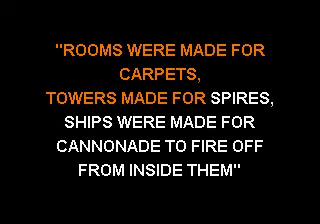 "ROOMS WERE MADE FOR
CARPETS,
TOWERS MADE FOR SPIRES,
SHIPS WERE MADE FOR
CANNONADE TO FIRE OFF
FROM INSIDE THEM"